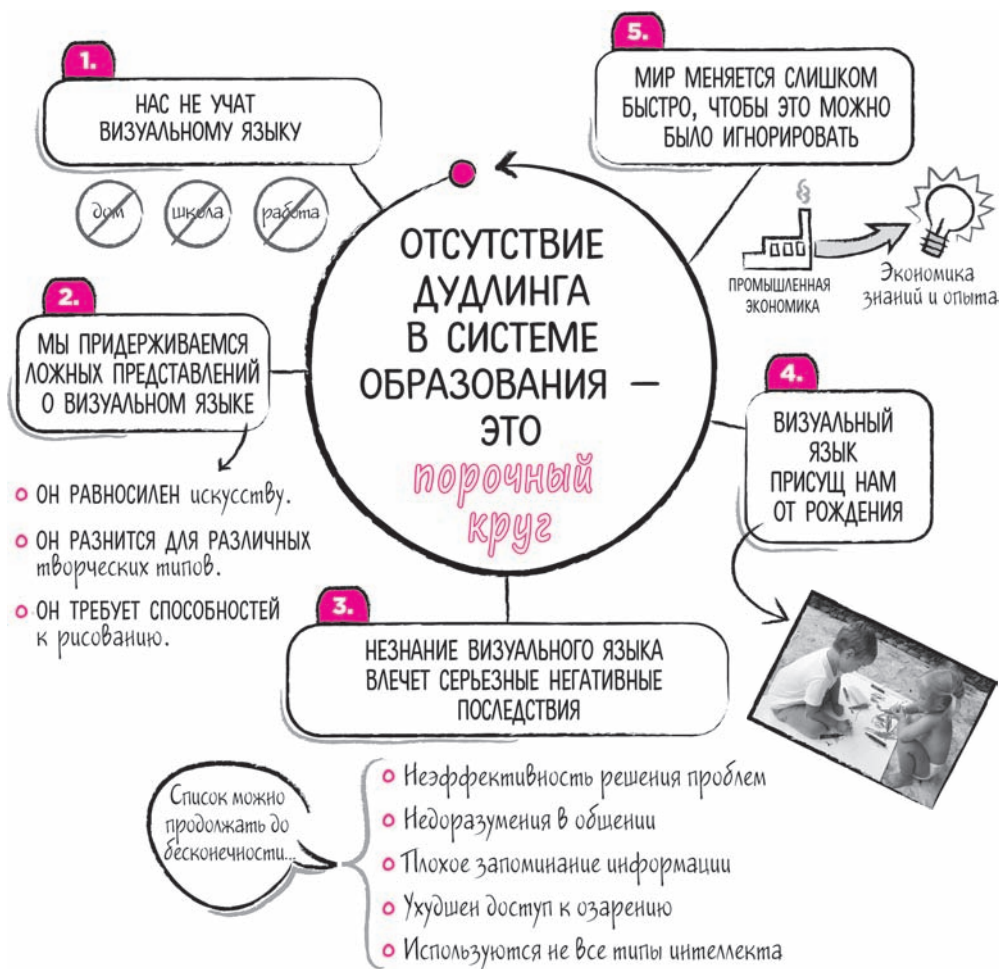 1.
НАС НЕ УЧАТ
ВИЗУАЛЬНОМУ ЯЗЫКУ
дом
школа
работа
2.
МЫ ПРИДЕРЖИВАЕМСЯ
ЛОЖНЫХ ПРЕДСТАВЛЕНИЙ
О ВИЗУАЛЬНОМ ЯЗЫКЕ
ОН РАВНОСИЛЕН искусству.
ОН РАЗНИТСЯ ДЛЯ РАЗЛИЧНЫХ
творческих типов.
ОН ТРЕБУЕТ СПОСОБНОСТЕЙ
к рисованию.
ОТСУТСТВИЕ
ДУДЛИНГА
В СИСТЕМЕ
ОБРАЗОВАНИЯ —
ЭТО
порочный
круг
3.
НЕЗНАНИЕ ВИЗУАЛЬНОГО ЯЗЫКА
ВЛЕЧЕТ СЕРЬЕЗНЫЕ НЕГАТИВНЫЕ
ПОСЛЕДСТВИЯ
Список можно
продолжать до
бесконечности...
Неэффективность решения проблем
Недоразумения в общении
Плохое запоминание информации
Ухудшен доступ к озарению
Используются не все типы интеллекта
4.
ВИЗУАЛЬНЫЙ
ЯЗЫК
ПРИСУЩ НАМ
ОТ РОЖДЕНИЯ
5.
МИР МЕНЯЕТСЯ СЛИШКОМ
БЫСТРО, ЧТОБЫ ЭТО МОЖНО
БЫЛО ИГНОРИРОВАТЬ
ПРОМЫШЛЕННАЯ
ЭКОНОМИКА
Экономика
знаний и опыта